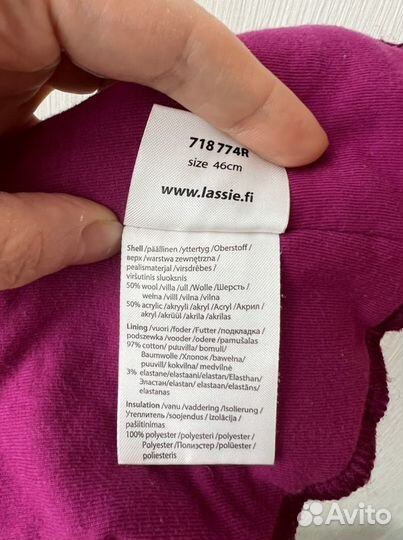 718 774R
size 46cm
www.lassie.fi
Shell/päällinen/yttertyg/Oberstoff/
верх/warstwa zewnętrzna/
pealismaterjal/virsdrēbes/
viršutinis sluoksnis
50% wool/villa/ull/Wolle/Шерсть/
wełna/vill/vilna/vilna
50% acrylic/akryyli/akryl/Acryl/Акрил/
akryl/akrüül/akrila/akrilas
Lining/vuori/foder/Futter/подкладка/
podszewka/vooder/odere/pamušalas
97% cotton/puuvilla/bomull/
Baumwolle/Хлопок/bawełna/
puuvill/kokvilna/medvilnė
3% elastane/elastaani/elastan/Elasthan/
Эластан/elastan/elastaan/elastāns/
elastanas
Insulation/vanu/vaddering/Isolierung/
Утеплитель/soojendus/izolācija/
pašiltinimas
100% polyester/polyesteri/polyester/
Polyester/Полиэстер/polüester/
poliesteris
Avito